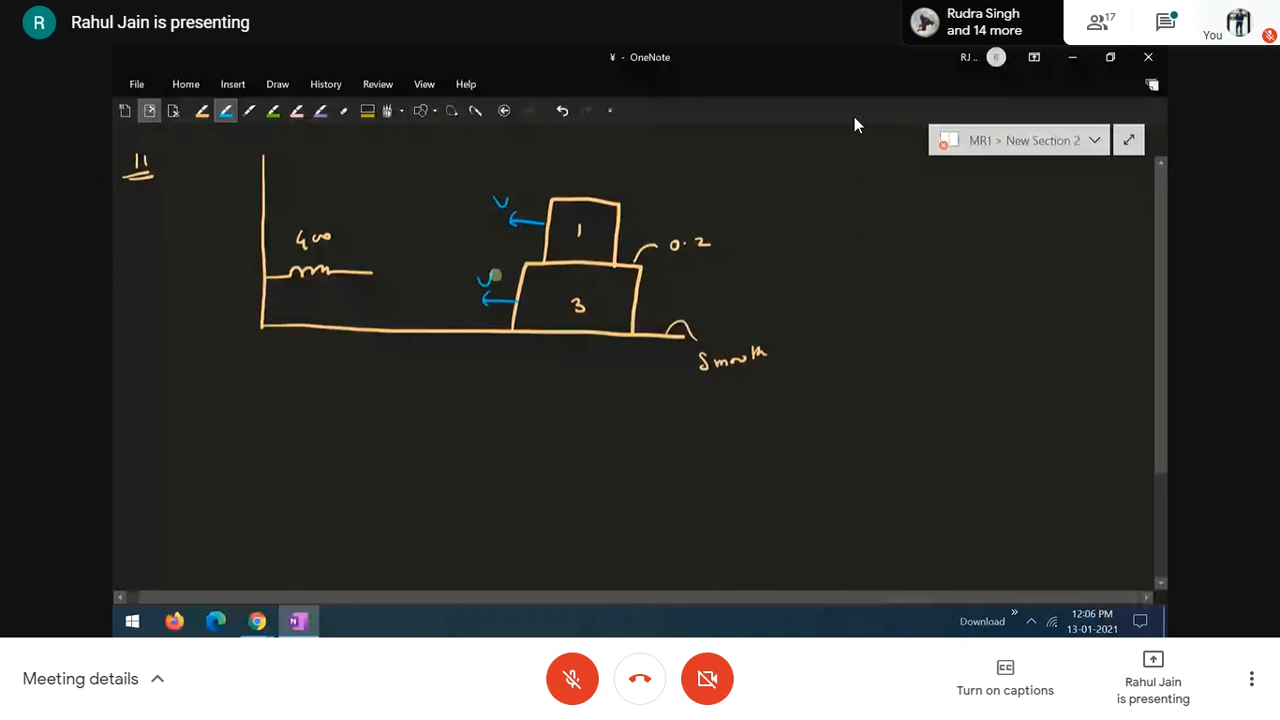 Rahul Jain is presenting
R
Rudra Singh
and 14 more
17
You
¥ - OneNote
RJ ..
R
File Home Insert Draw History Review View Help
MR1 > New Section 2
11
400
V
1
0.2
V
3
Smooth
Download
12:06 PM
13-01-2021
Meeting details
Turn on captions
Rahul Jain
is presenting